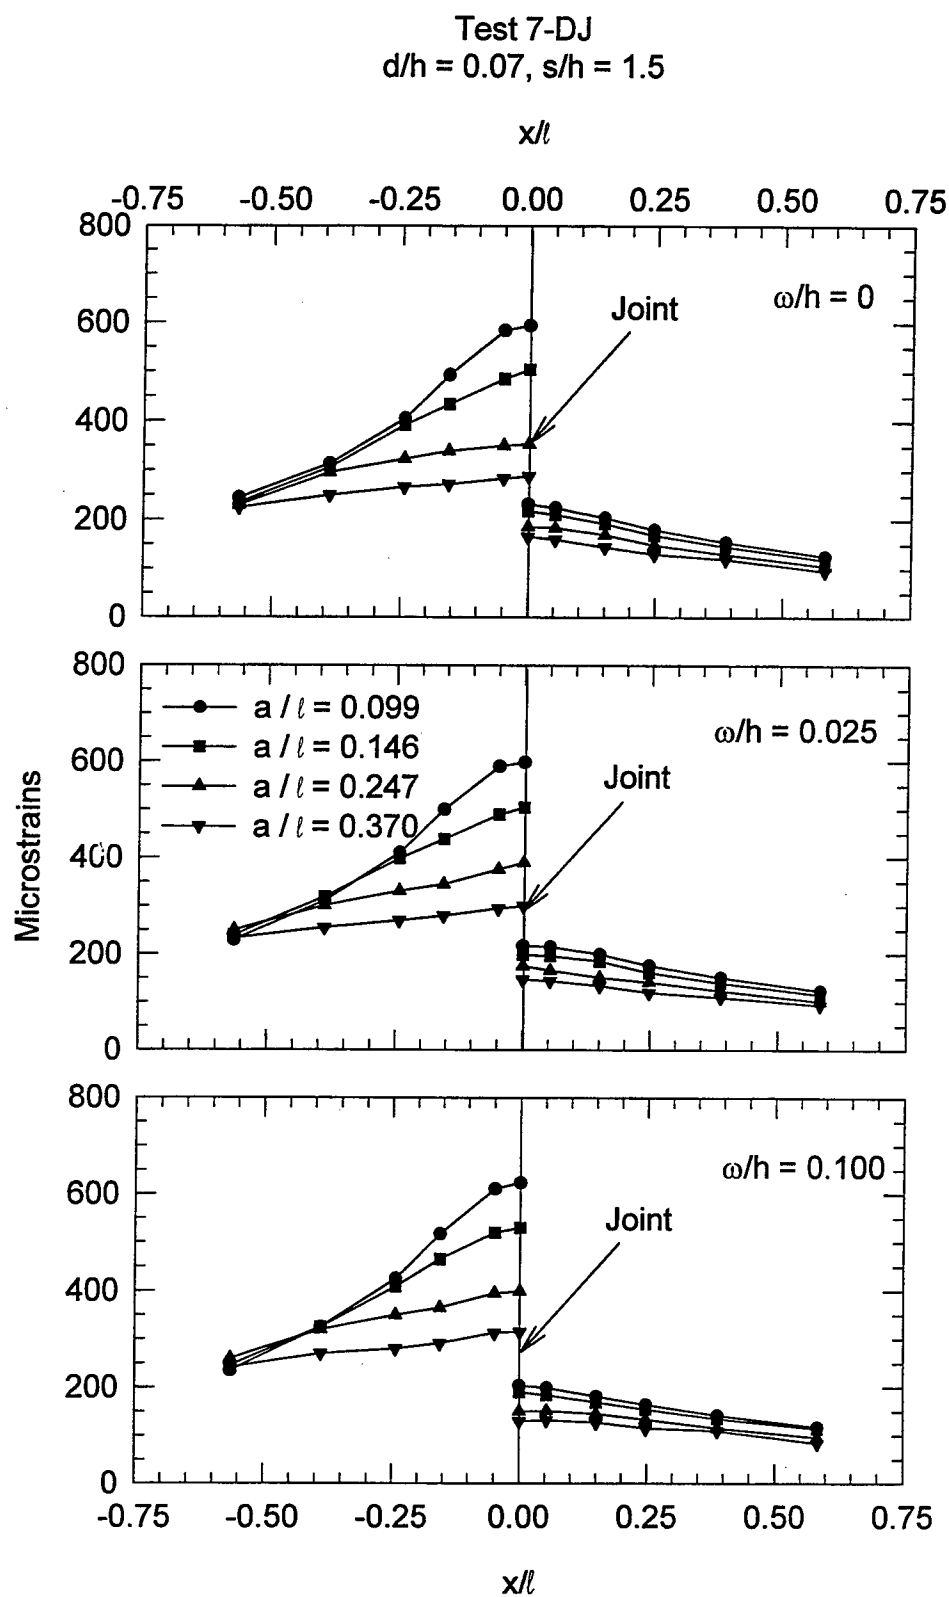 Test 7-DJ
d/h = 0.07, s/h = 1.5
x/ℓ
-0.75 -0.50 -0.25 0.00 0.25 0.50 0.75
800
600
400
200
0
Joint
ω/h = 0
800
600
400
200
0
a / ℓ = 0.099
a / ℓ = 0.146
a / ℓ = 0.247
a / ℓ = 0.370
ω/h = 0.025
Joint
Microstrains
800
600
400
200
0
ω/h = 0.100
Joint
-0.75 -0.50 -0.25 0.00 0.25 0.50 0.75
x/ℓ